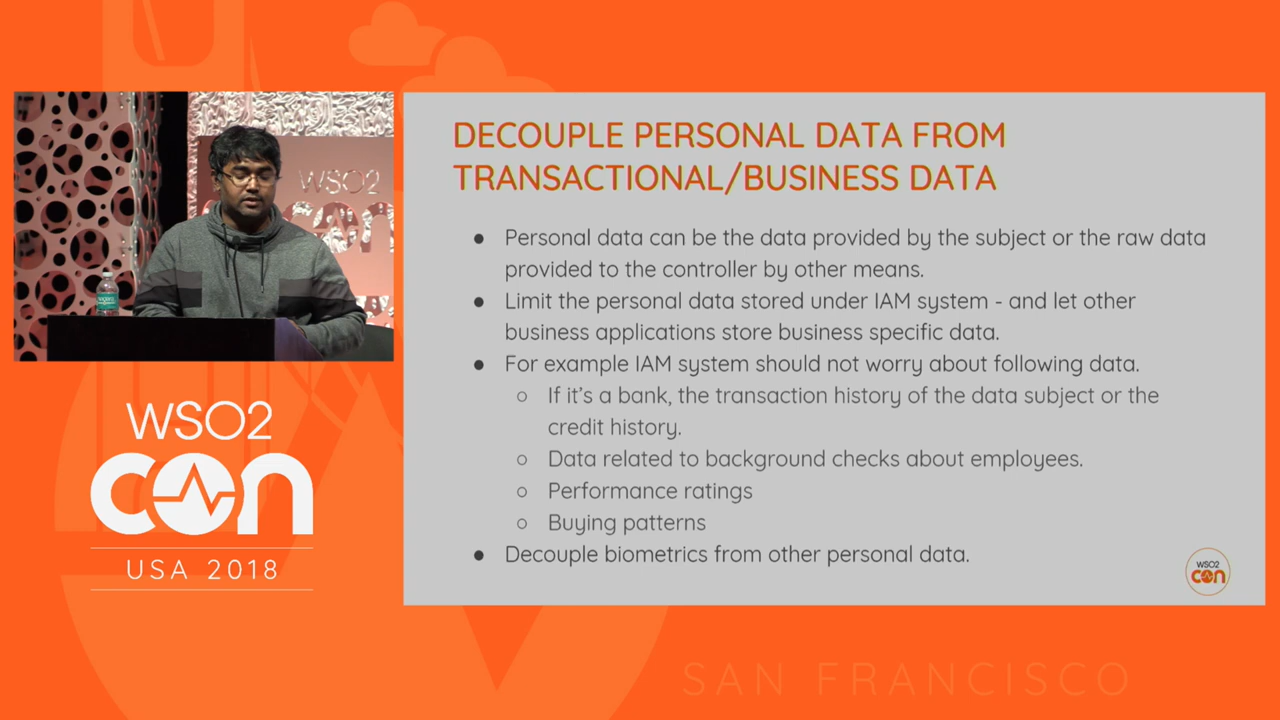 DECOUPLE PERSONAL DATA FROM
TRANSACTIONAL/BUSINESS DATA
● Personal data can be the data provided by the subject or the raw data
provided to the controller by other means.
● Limit the personal data stored under IAM system - and let other
business applications store business specific data.
● For example IAM system should not worry about following data.
○ If it's a bank, the transaction history of the data subject or the
credit history.
○ Data related to background checks about employees.
○ Performance ratings
○ Buying patterns
● Decouple biometrics from other personal data.
WSO2
con
WSO2
con
WSO2
con
USA 2018
SAN FRANCISCO